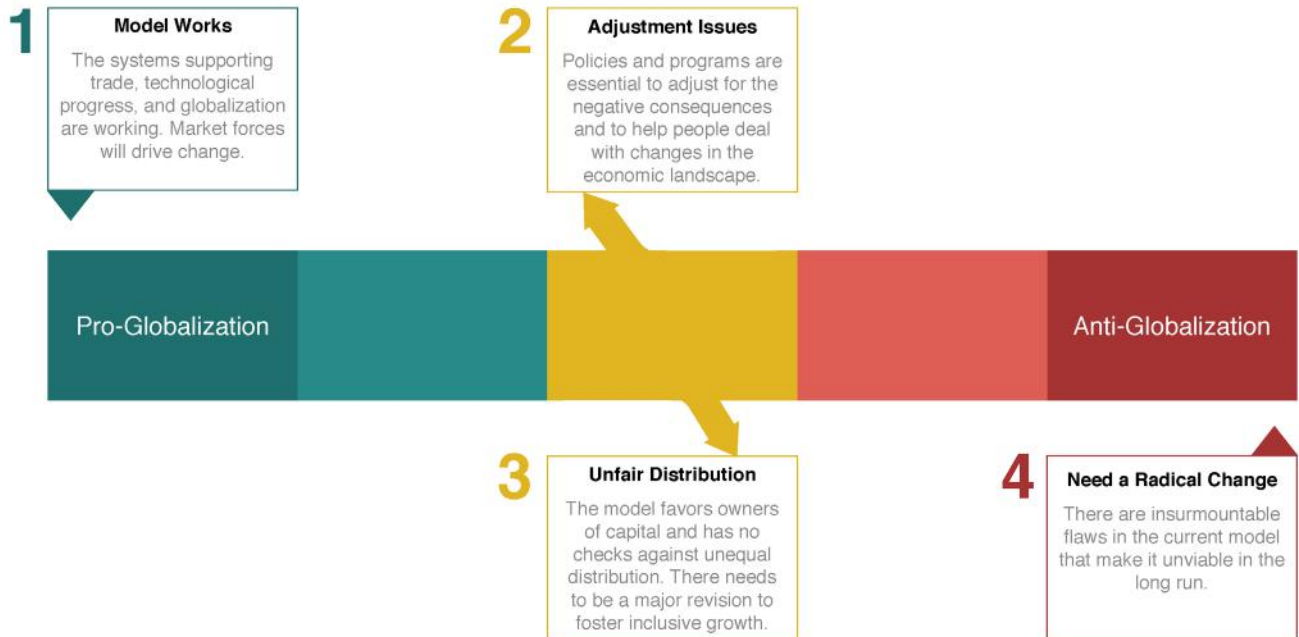 1
Model Works
The systems supporting
trade, technological
progress, and globalization
are working. Market forces
will drive change.
2
Adjustment Issues
Policies and programs are
essential to adjust for the
negative consequences
and to help people deal
with changes in the
economic landscape.
Pro-Globalization
Anti-Globalization
3
Unfair Distribution
The model favors owners
of capital and has no
checks against unequal
distribution. There needs
to be a major revision to
foster inclusive growth.
4
Need a Radical Change
There are insurmountable
flaws in the current model
that make it unviable in the
long run.